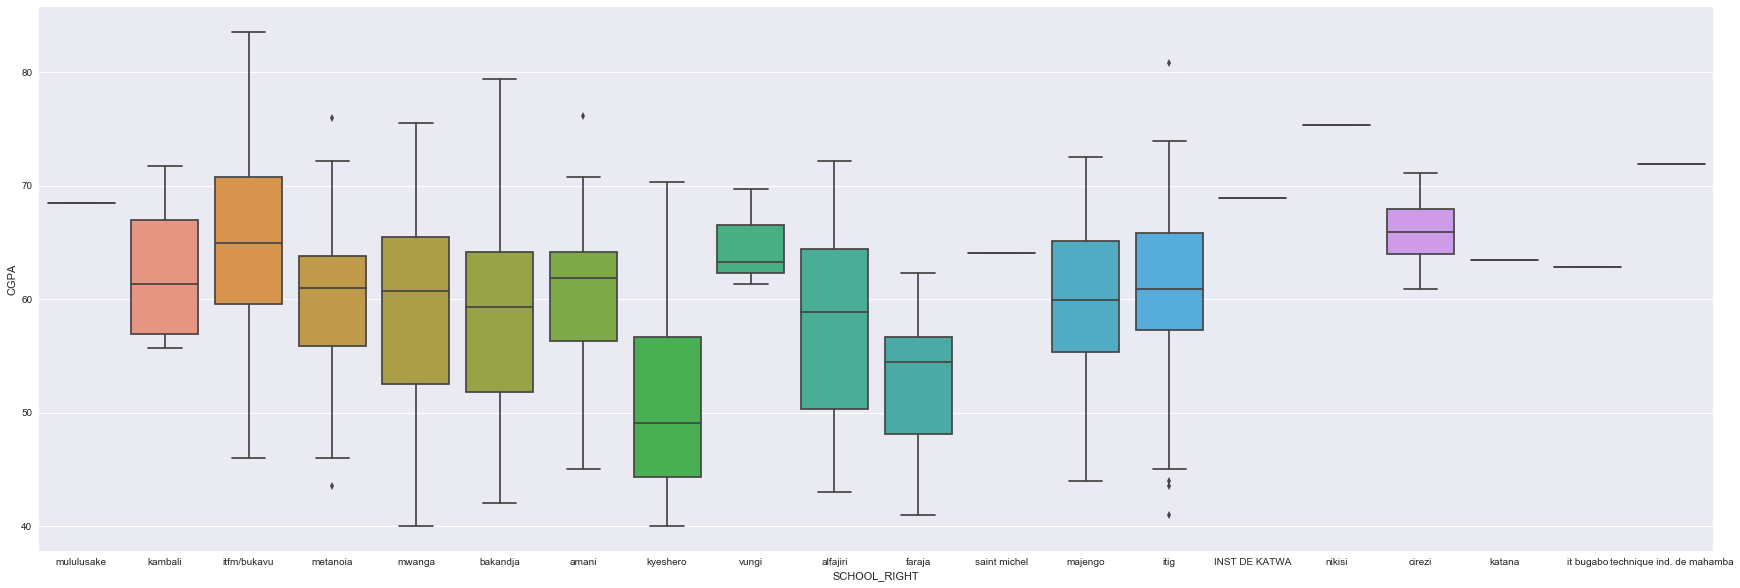 80
70
60
50
40
CGPA
mululusake kambali itfm/bukavu metanoia mwanga bakandja amani kyeshero vungi alfajiri faraja saint michel majengo itig INST DE KATWA nikisi cirezi katana it bugabo technique ind. de mahamba
SCHOOL_RIGHT